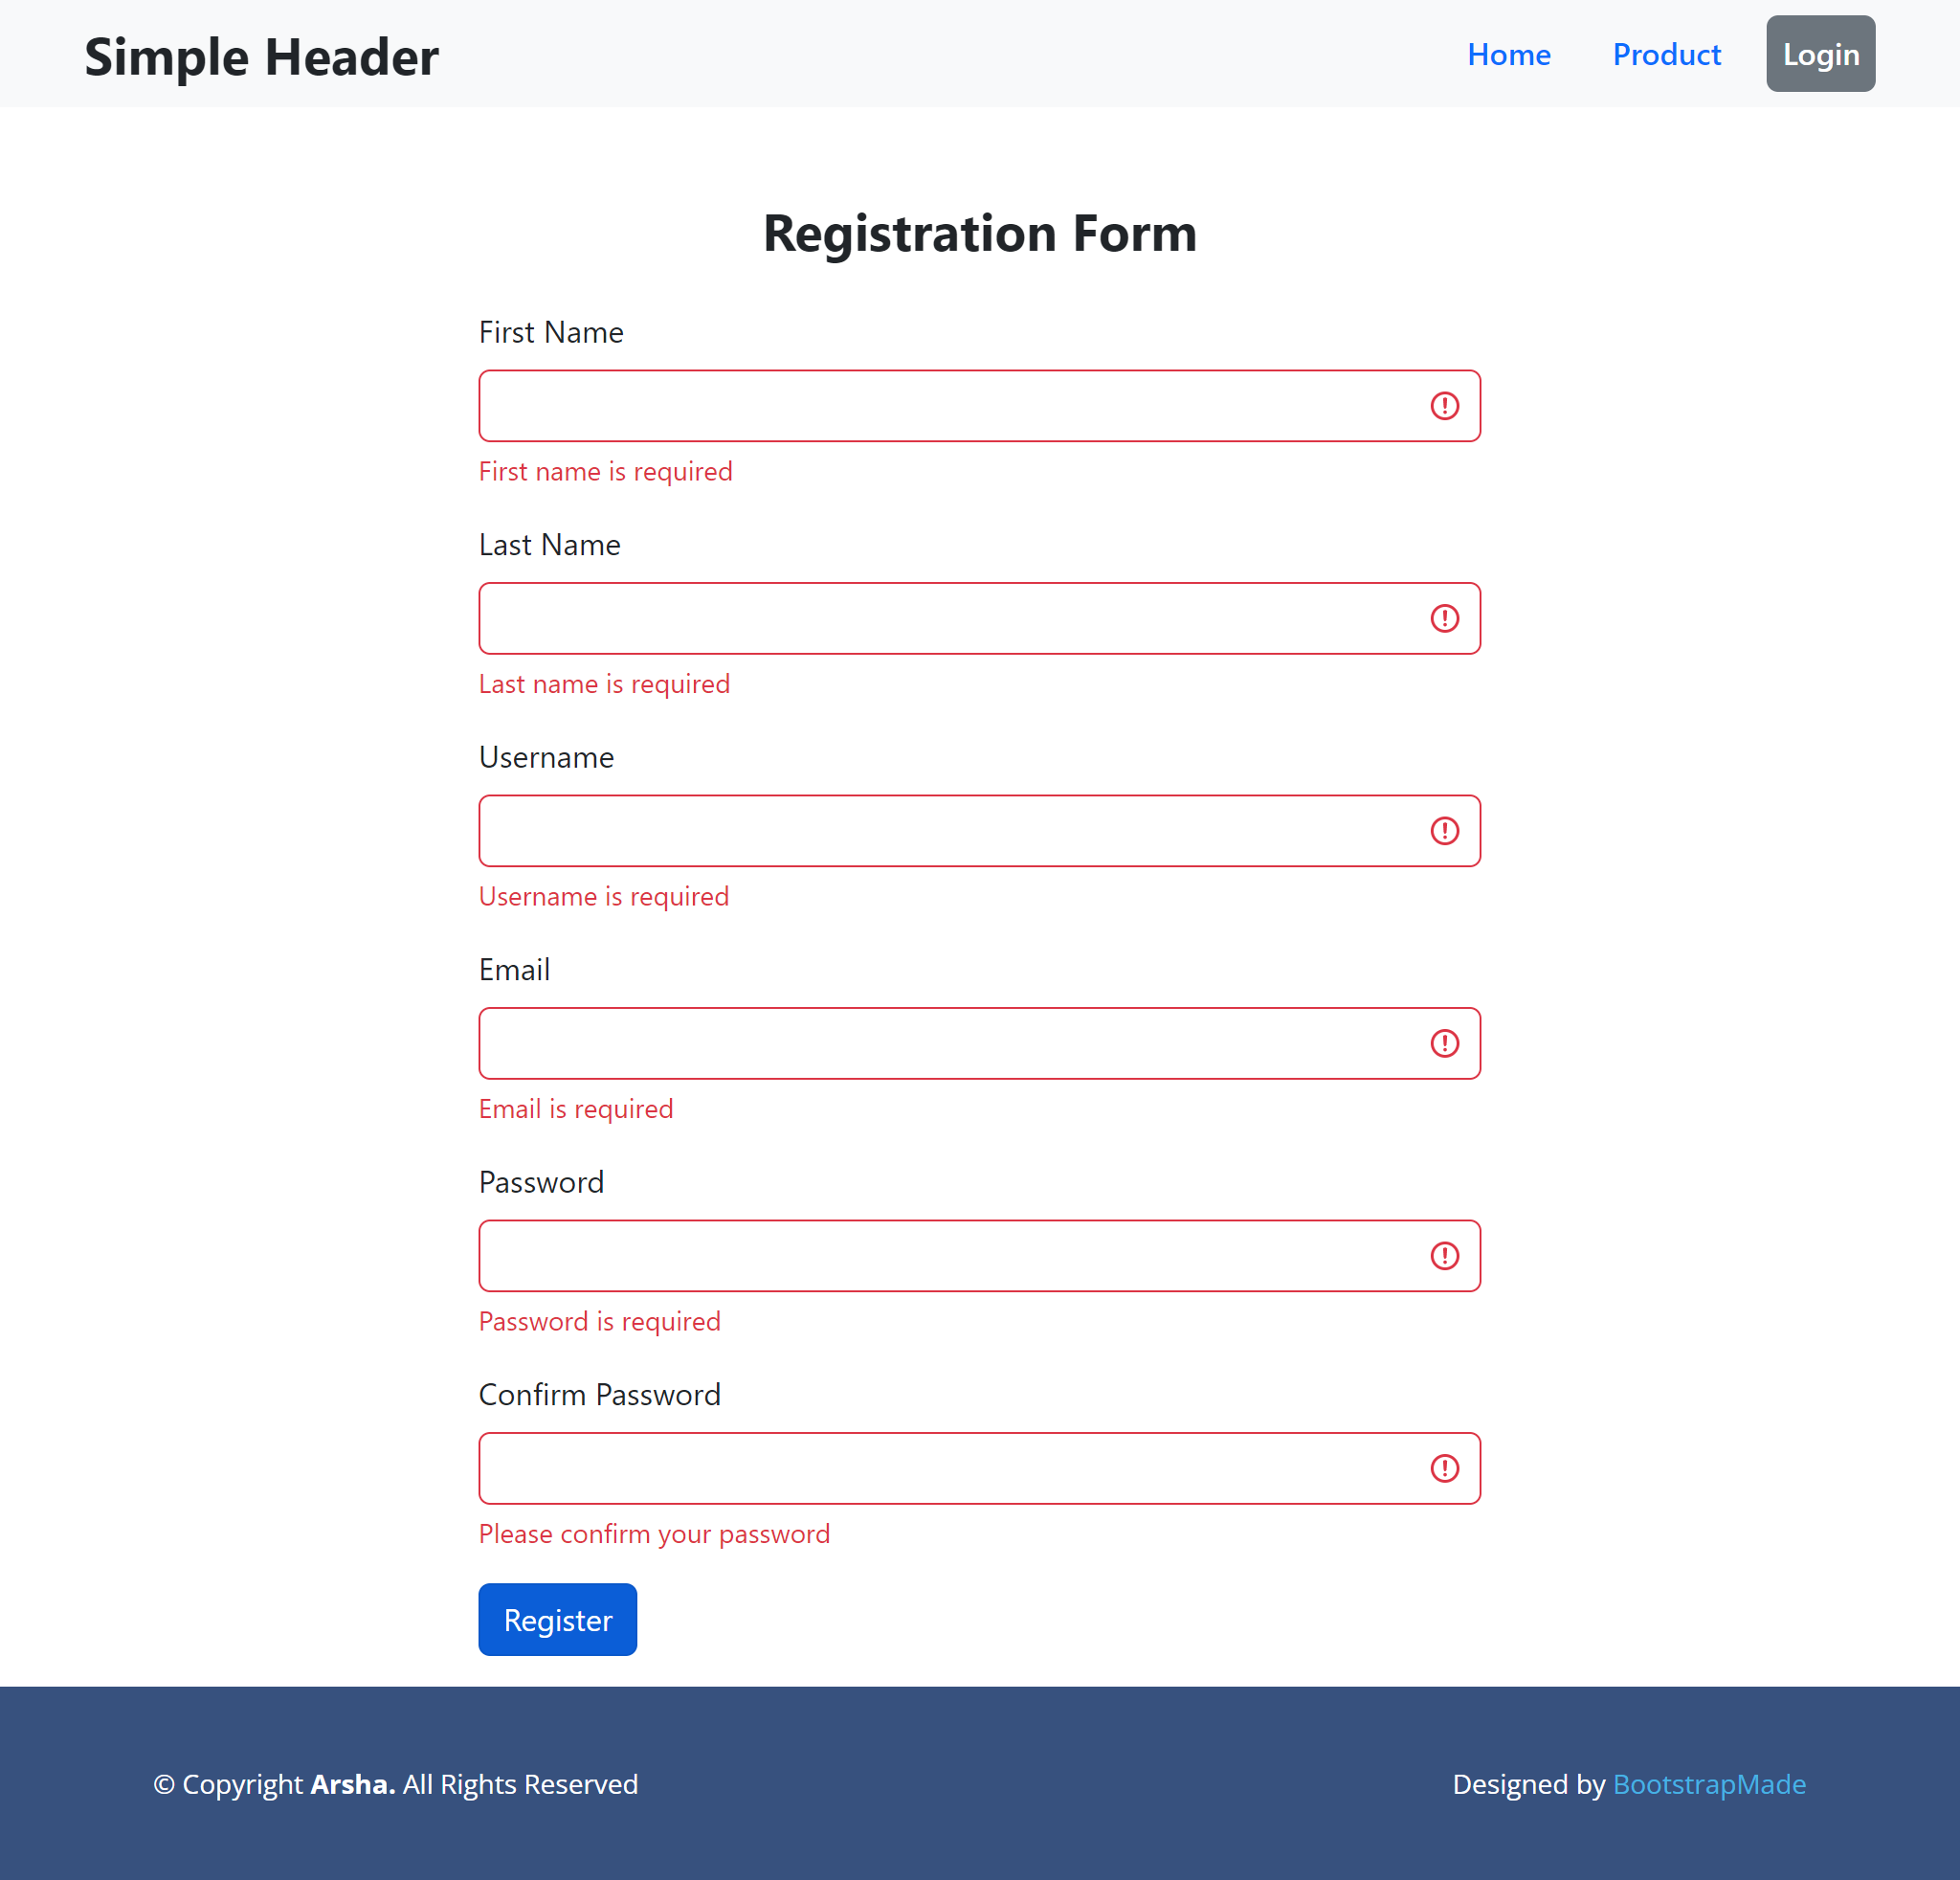 Simple Header
Home Product Login
Registration Form
First Name
First name is required
Last Name
Last name is required
Username
Username is required
Email
Email is required
Password
Password is required
Confirm Password
Please confirm your password
Register
© Copyright Arsha. All Rights Reserved
Designed by BootstrapMade